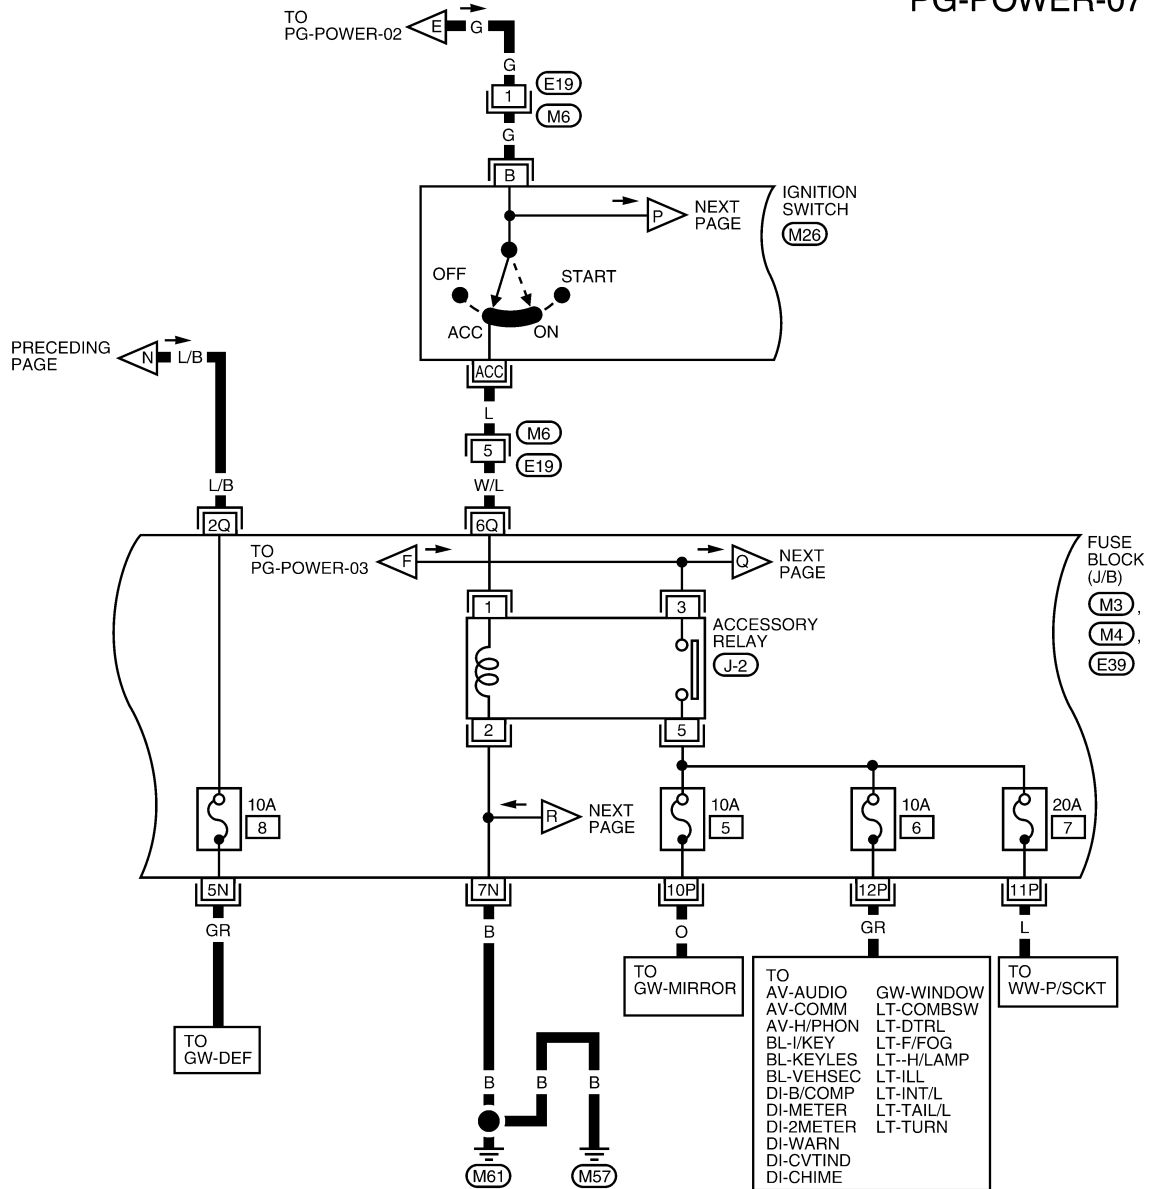 PG-POWER-07
TO
PG-POWER-02
E
G
G
1
E19
M6
G
B
IGNITION
SWITCH
M26
P
NEXT
PAGE
OFF
START
ACC
ON
PRECEDING
PAGE
N
L/B
ACC
L
5
M6
E19
L/B
W/L
2Q
6Q
TO
PG-POWER-03
F
Q
NEXT
PAGE
FUSE
BLOCK
(J/B)
M3 ,
M4 ,
E39
1
3
ACCESSORY
RELAY
J-2
2
5
10A
8
R
NEXT
PAGE
10A
5
10A
6
20A
7
5N
7N
10P
12P
11P
GR
B
O
GR
L
TO
GW-DEF
TO
GW-MIRROR
TO
AV-AUDIO
AV-COMM
AV-H/PHON
BL-I/KEY
BL-KEYLES
BL-VEHSEC
DI-B/COMP
DI-METER
DI-2METER
DI-WARN
DI-CVTIND
DI-CHIME
GW-WINDOW
LT-COMBSW
LT-DTRL
LT-F/FOG
LT--H/LAMP
LT-ILL
LT-INT/L
LT-TAIL/L
LT-TURN
TO
WW-P/SCKT
B
B
B
M61
M57